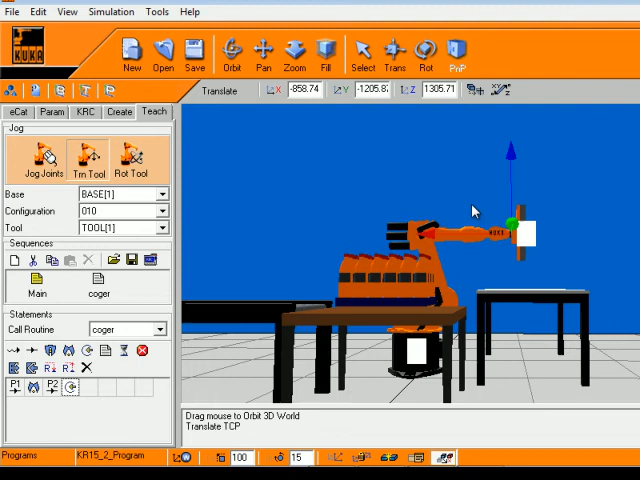 File Edit View Simulation Tools Help
KUKA
New Open Save Orbit Pan Zoom Fill Select Trans Rot PnP
Translate X -858.74 Y -1205.8 Z 1305.71
eCat Param KRC Create Teach
Jog
Jog Joints Trn Tool Rot Tool
Base BASE[1]
Configuration 010
Tool TOOL[1]
Sequences
Main coger
Statements
Call Routine coger
P1 P2
KUKA
Drag mouse to Orbit 3D World
Translate TCP
Programs KR15_2_Program 100 15